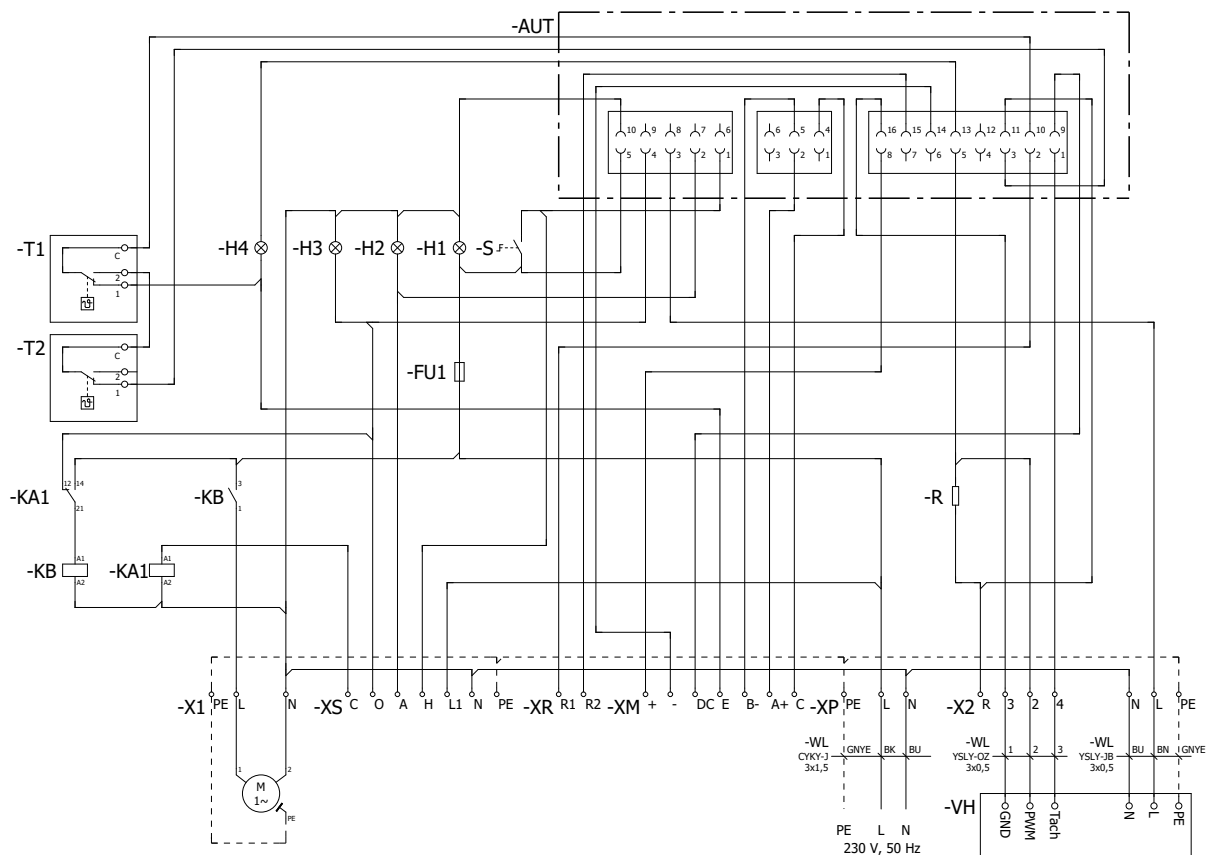 -AUT
10 9 8 7 6
5 4 3 2 1
6 5 4
3 2 1
16 15 14 13 12 11 10 9
8 7 6 5 4 3 2 1
-T1
C
2
1
-H4
-H3
-H2
-H1
-S
-T2
C
2
1
-FU1
-KA1
12 14
21
-KB
3
1
-R
-KB
A1
A2
-KA1
A1
A2
-X1 PE L N
-XS C O A H L1 N PE
-XR R1 R2
-XM + - DC E B- A+ C
-XP PE L N
-X2 R 3 2 4 N L PE
-WL
CYKY-J
3x1,5
GNYE BK BU
-WL
YSLY-OZ
3x0,5
1 2 3
-WL
YSLY-JB
3x0,5
BU BN GNYE
1 2
M
1~
PE
-VH
GND
PWM
Tach
N
L
PE
PE L N
230 V, 50 Hz